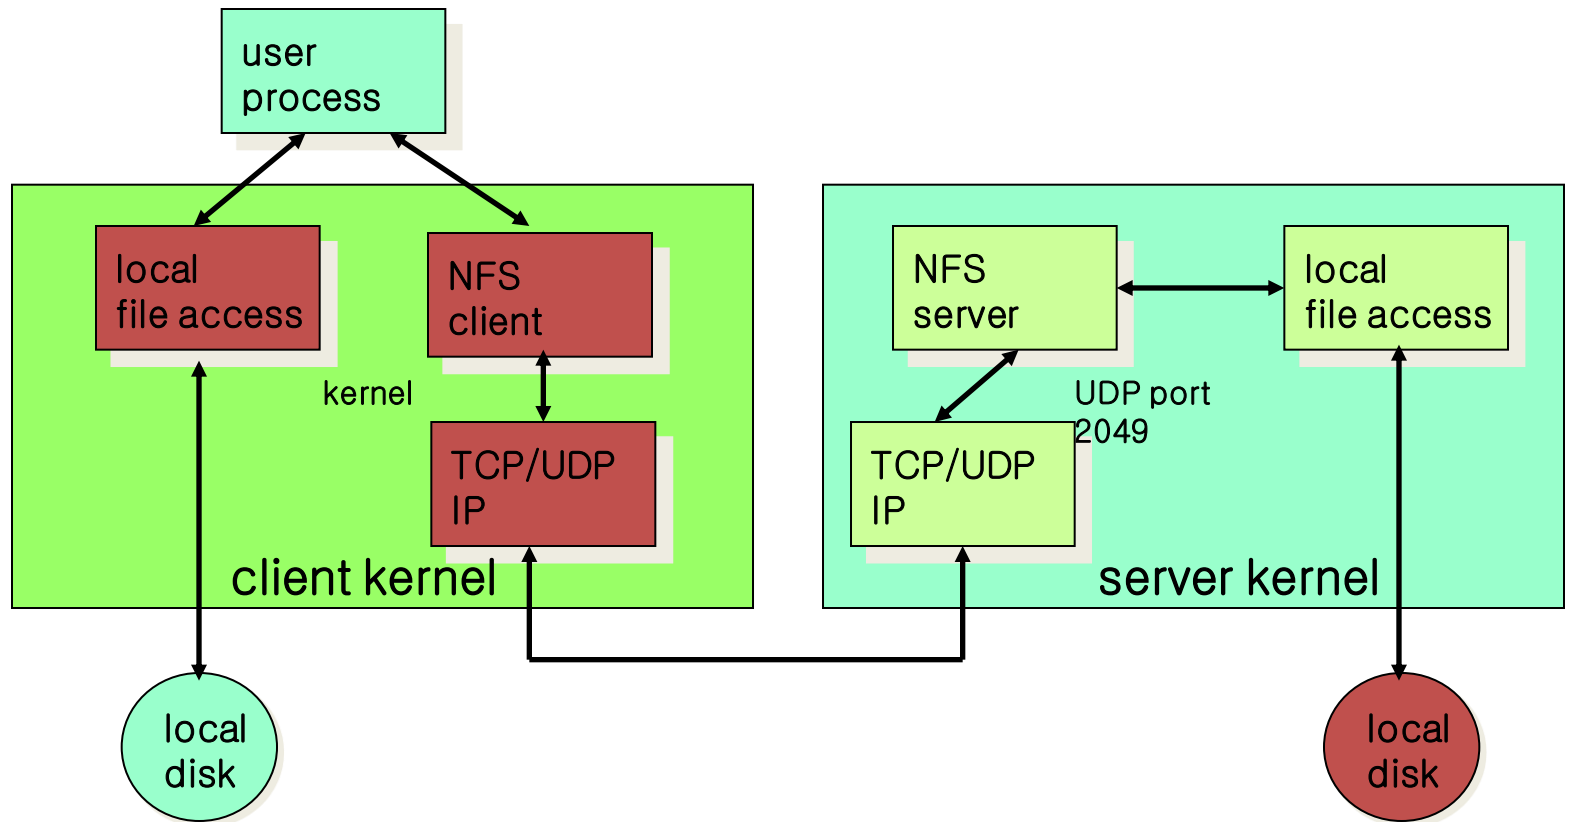 user
process
local
file access
NFS
client
kernel
TCP/UDP
IP
client kernel
local
disk
NFS
server
local
file access
UDP port
2049
TCP/UDP
IP
server kernel
local
disk